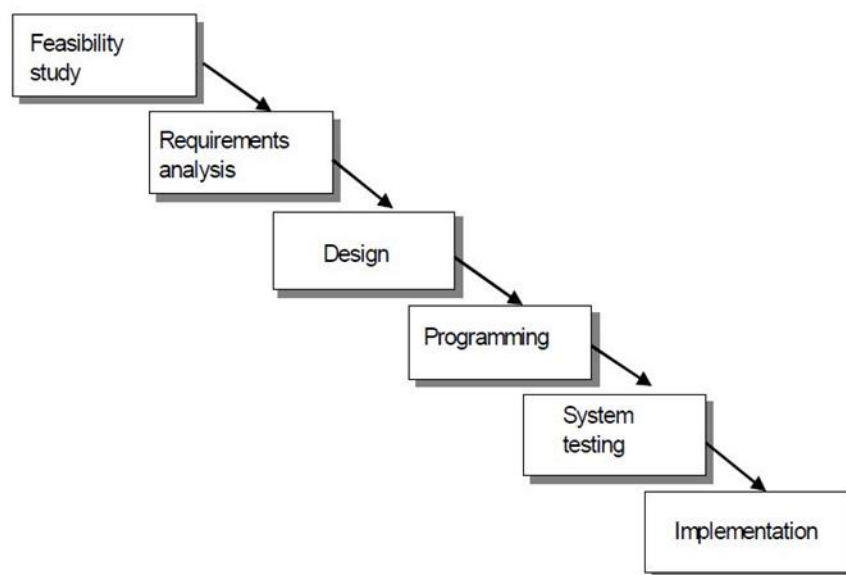 Feasibility
study
Requirements
analysis
Design
Programming
System
testing
Implementation